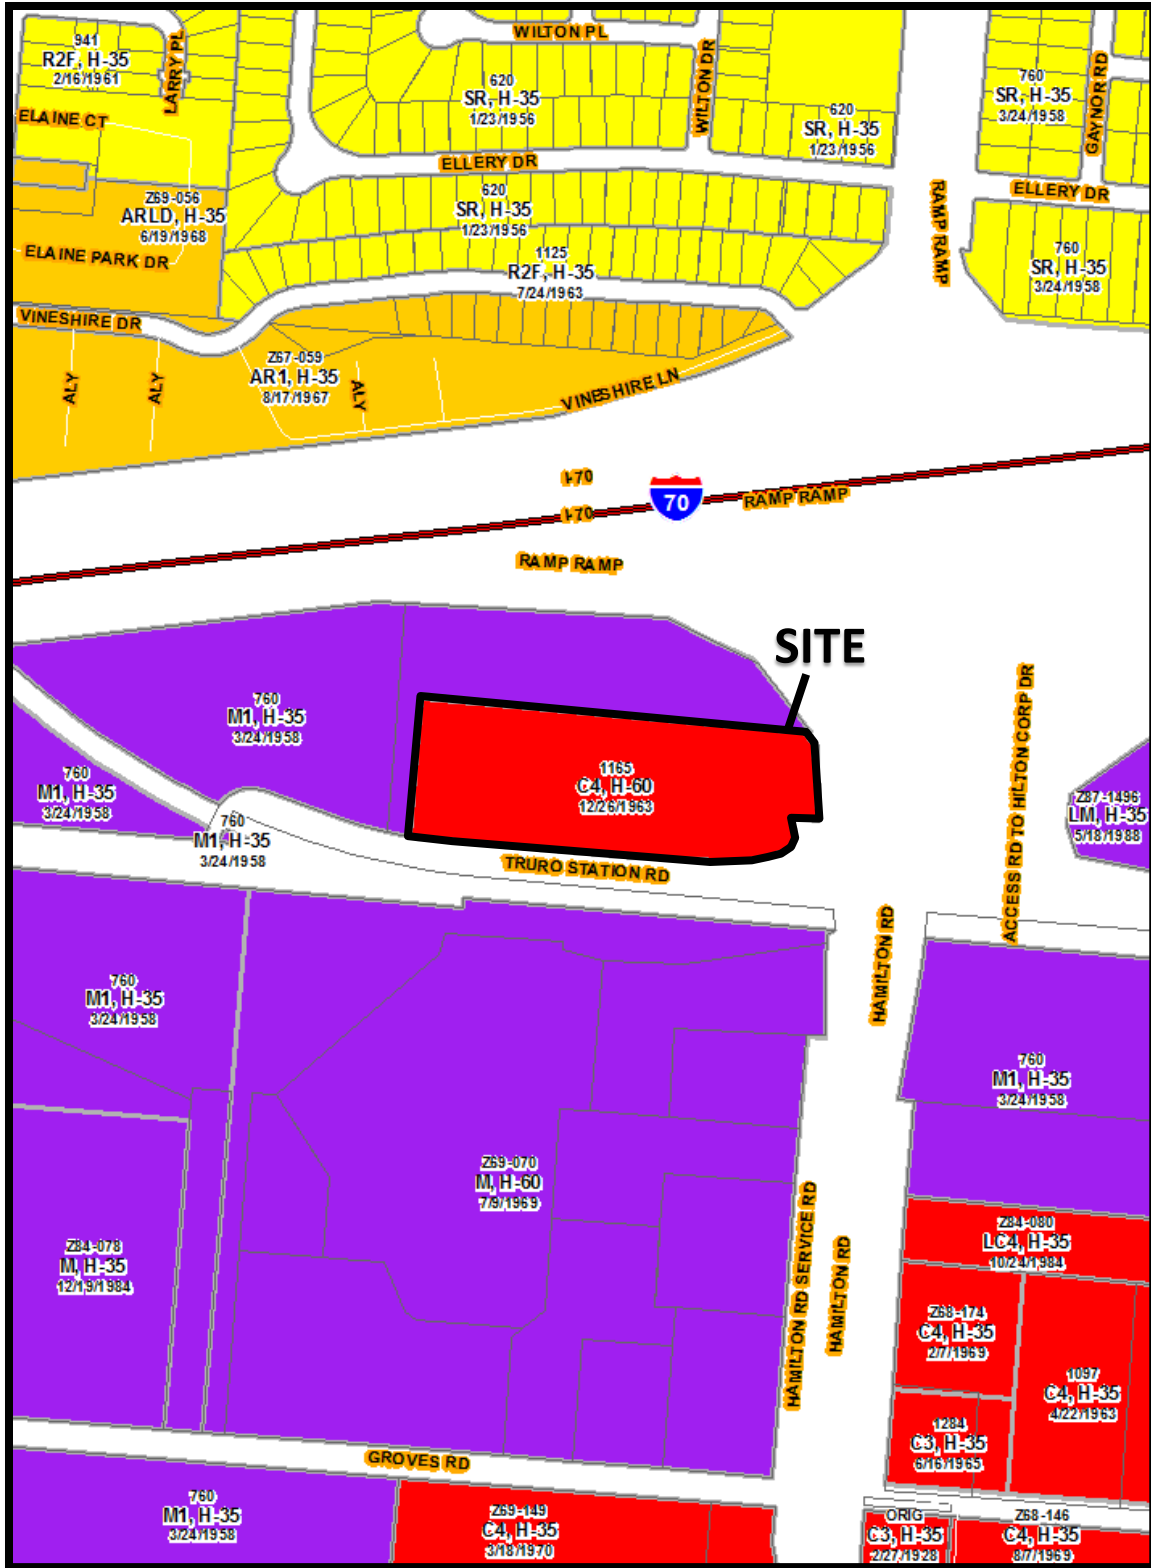 WILTON PL
941
R2F, H-35
2/16/1961
LARRY PL
620
SR, H-35
1/23/1956
WILTON DR
620
SR, H-35
1/23/1956
760
SR, H-35
3/24/1958
GAYNOR RD
ELAINE CT
ELLERY DR
ELLERY DR
Z69-056
ARLD, H-35
6/19/1968
620
SR, H-35
1/23/1956
RAMP RAMP
ELAINE PARK DR
1125
R2F, H-35
7/24/1963
760
SR, H-35
3/24/1958
VINESHIRE DR
ALY
ALY
Z67-059
AR1, H-35
8/17/1967
ALY
VINESHIRE LN
I-70
70
RAMP RAMP
I-70
RAMP RAMP
SITE
760
M1, H-35
3/24/1958
760
M1, H-35
3/24/1958
760
M1, H-35
3/24/1958
1165
C4, H-60
12/26/1963
ACCESS RD TO HILTON CORP DR
Z87-1496
LM, H-35
5/18/1988
TRURO STATION RD
HAMILTON RD
760
M1, H-35
3/24/1958
760
M1, H-35
3/24/1958
Z69-070
M, H-60
7/9/1969
HAMILTON RD SERVICE RD
HAMILTON RD
Z84-078
M, H-35
12/19/1984
Z84-080
LC4, H-35
10/24/1984
Z68-174
C4, H-35
2/7/1969
1097
C4, H-35
4/22/1963
1284
C3, H-35
6/16/1965
GROVES RD
760
M1, H-35
3/24/1958
Z69-149
C4, H-35
3/18/1970
ORIG
C3, H-35
2/27/1928
Z68-146
C4, H-35
8/7/1969